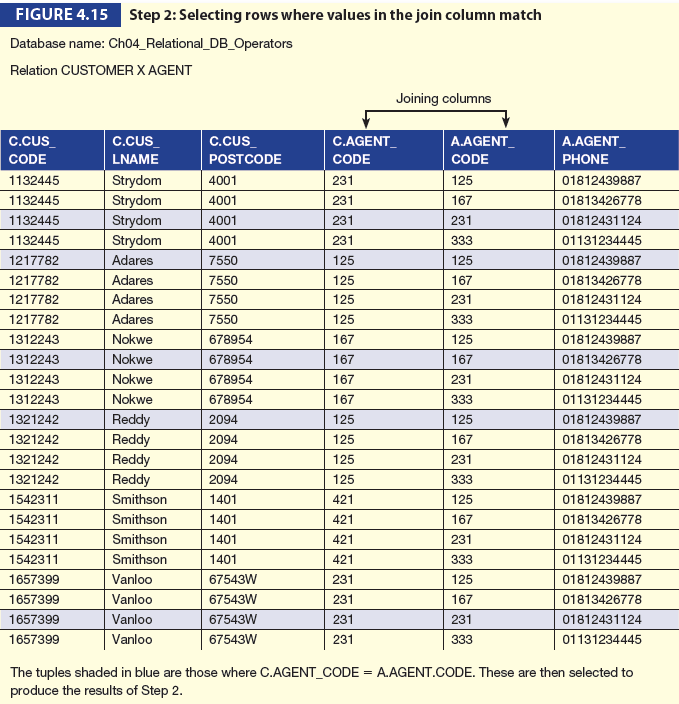 FIGURE 4.15 Step 2: Selecting rows where values in the join column match
Database name: Ch04_Relational_DB_Operators
Relation CUSTOMER X AGENT
Joining columns
C.CUS_ C.CUS_ C.CUS_ C.AGENT_ A.AGENT_ A.AGENT_
CODE LNAME POSTCODE CODE CODE PHONE
1132445 Strydom 4001 231 125 01812439887
1132445 Strydom 4001 231 167 01813426778
1132445 Strydom 4001 231 231 01812431124
1132445 Strydom 4001 231 333 01131234445
1217782 Adares 7550 125 125 01812439887
1217782 Adares 7550 125 167 01813426778
1217782 Adares 7550 125 231 01812431124
1217782 Adares 7550 125 333 01131234445
1312243 Nokwe 678954 167 125 01812439887
1312243 Nokwe 678954 167 167 01813426778
1312243 Nokwe 678954 167 231 01812431124
1312243 Nokwe 678954 167 333 01131234445
1321242 Reddy 2094 125 125 01812439887
1321242 Reddy 2094 125 167 01813426778
1321242 Reddy 2094 125 231 01812431124
1321242 Reddy 2094 125 333 01131234445
1542311 Smithson 1401 421 125 01812439887
1542311 Smithson 1401 421 167 01813426778
1542311 Smithson 1401 421 231 01812431124
1542311 Smithson 1401 421 333 01131234445
1657399 Vanloo 67543W 231 125 01812439887
1657399 Vanloo 67543W 231 167 01813426778
1657399 Vanloo 67543W 231 231 01812431124
1657399 Vanloo 67543W 231 333 01131234445
The tuples shaded in blue are those where C.AGENT_CODE = A.AGENT.CODE. These are then selected to
produce the results of Step 2.